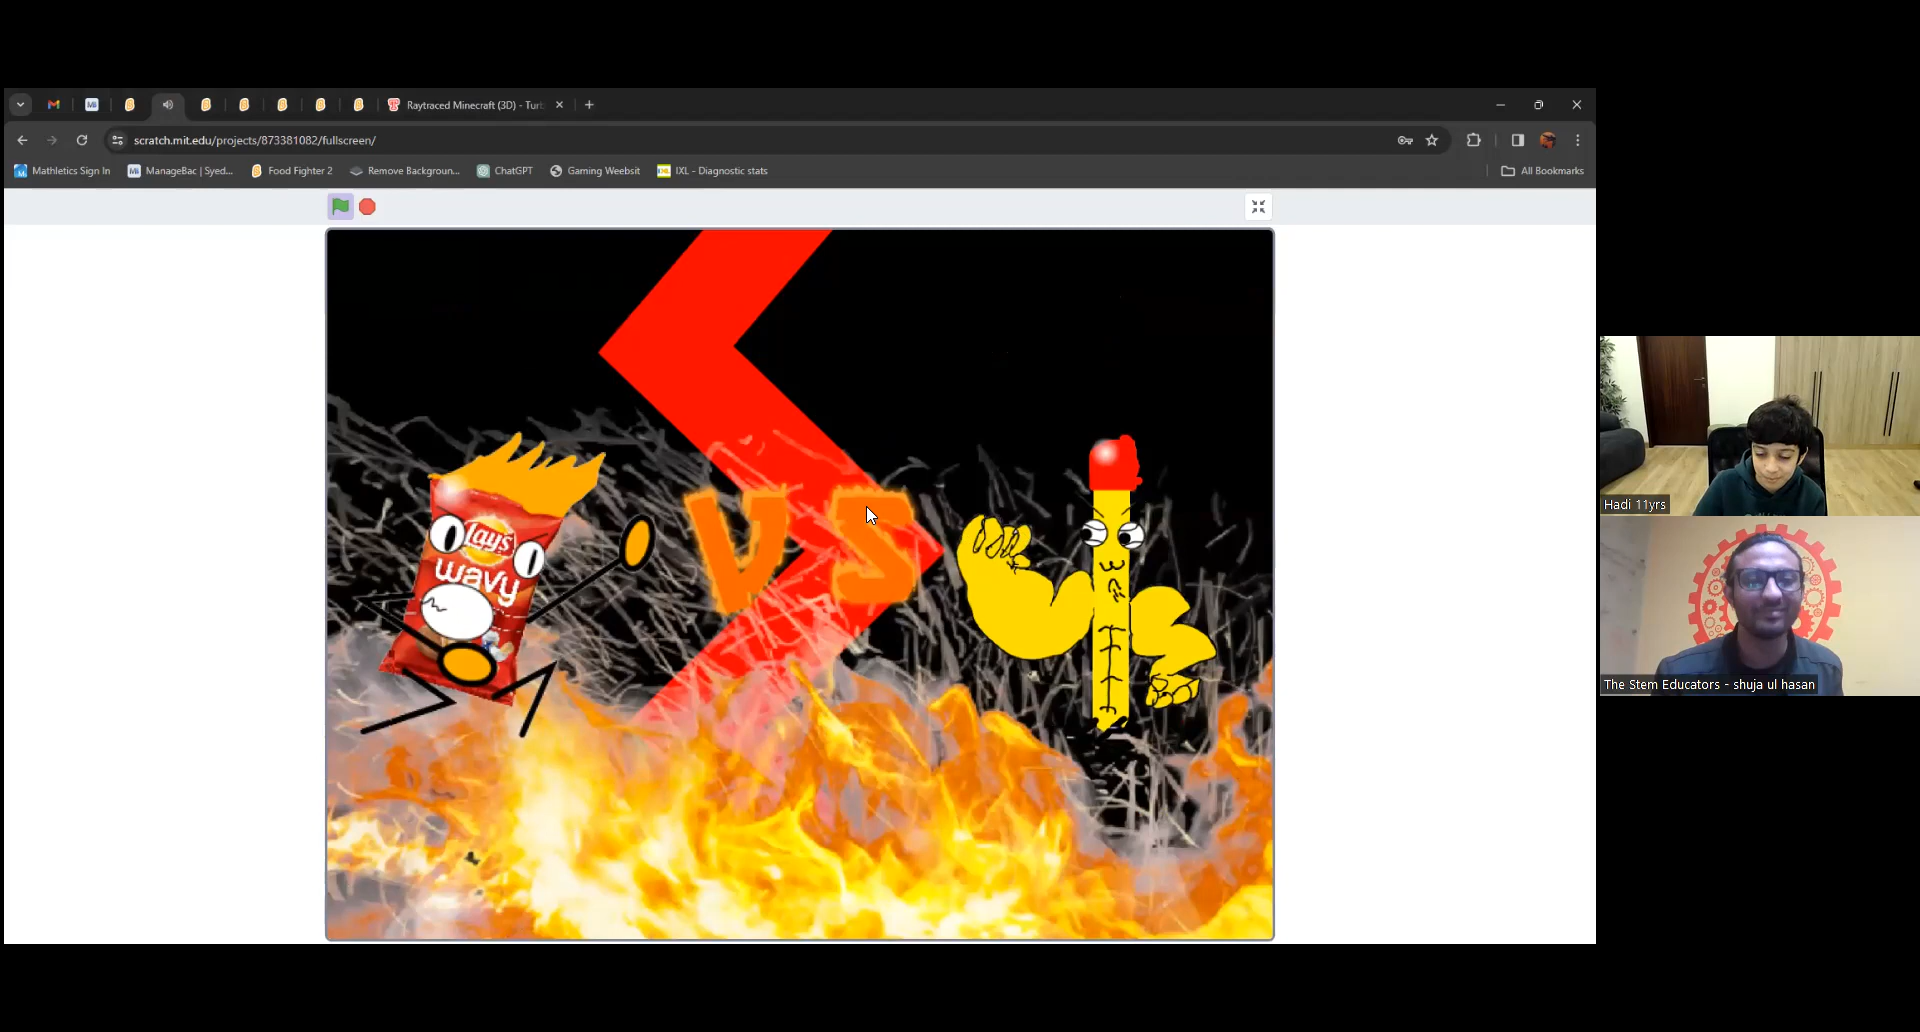 Raytraced Minecraft (3D) - Turb
scratch.mit.edu/projects/873381082/fullscreen/
Mathletics Sign In
ManageBac | Syed...
Food Fighter 2
Remove Backgroun...
ChatGPT
Gaming Weebsit
IXL - Diagnostic stats
All Bookmarks
Lay's
wavy
VS
Hadi 11yrs
The Stem Educators - shuja ul hasan